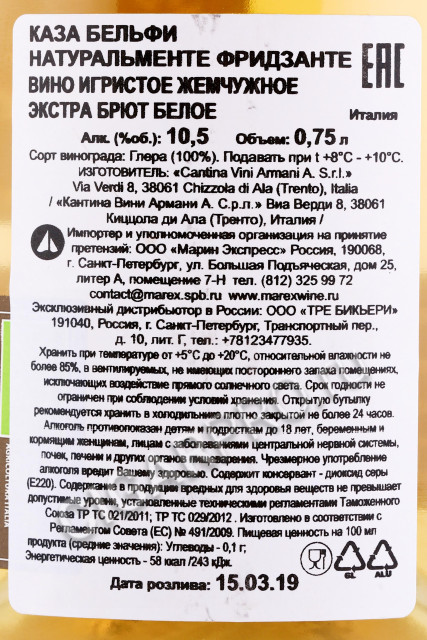 КАЗА БЕЛЬФИ
НАТУРАЛЬМЕНТЕ ФРИДЗАНТЕ
ВИНО ИГРИСТОЕ ЖЕМЧУЖНОЕ
ЭКСТРА БРЮТ БЕЛОЕ
EAC
Италия
Алк. (%об.): 10,5 Объем: 0,75 л
Сорт винограда: Глера (100%). Подавать при t +8°C - +10°C.
ИЗГОТОВИТЕЛЬ: «Cantina Vini Armani A. S.r.l.»
Via Verdi 8, 38061 Chizzola di Ala (Trento), Italia
/ «Кантина Вини Армани А. С.р.л.» Виа Верди 8, 38061
Киццола ди Ала (Тренто), Италия /
Импортер и уполномоченная организация на принятие
претензий: ООО «Марин Экспресс» Россия, 190068,
г. Санкт-Петербург, ул. Большая Подъяческая, дом 25,
литер А, помещение 7-Н тел. (812) 325 99 72
contact@marex.spb.ru www.marexwine.ru
Эксклюзивный дистрибьютор в России: ООО «ТРЕ БИКЬЕРИ»
191040, Россия, г. Санкт-Петербург, Транспортный пер.,
д. 10, лит. Г, тел.: +78123477935.
Хранить при температуре от +5°C до +20°C, относительной влажности не
более 85%, в вентилируемых, не имеющих постороннего запаха помещениях,
исключающих воздействие прямого солнечного света. Срок годности не
ограничен при соблюдении условий хранения. Открытую бутылку
рекомендуется хранить в холодильнике плотно закрытой не более 24 часов.
Алкоголь противопоказан детям и подросткам до 18 лет, беременным и
кормящим женщинам, лицам с заболеваниями центральной нервной системы,
почек, печени и других органов пищеварения. Чрезмерное употребление
алкоголя вредит Вашему здоровью. Содержит консервант - диоксид серы
(Е220). Содержание в продукции вредных для здоровья веществ не превышает
допустимые уровни, установленные техническими регламентами Таможенного
Союза ТР ТС 021/2011; ТР ТС 029/2012 . Изготовлено в соответствии с
Регламентом Совета (ЕС) № 491/2009. Пищевая ценность на 100 мл
продукта (средние значения): Углеводы - 0,1 г;
Энергетическая ценность - 58 ккал /243 кДж.
GL ALU
Дата розлива: 15.03.19
AGRICOLTURA ITALIA